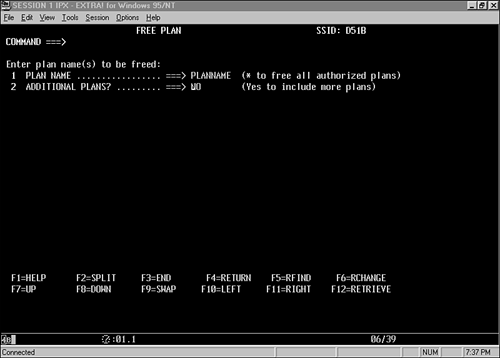 SESSION 1 IPX - EXTRA! for Windows 95/NT
File Edit View Tools Session Options Help
FREE PLAN SSID: D51B
COMMAND ===>
Enter plan name(s) to be freed:
1 PLAN NAME ................ ===> PLANNAME (* to free all authorized plans)
2 ADDITIONAL PLANS? ......... ===> NO (Yes to include more plans)
F1=HELP F2=SPLIT F3=END F4=RETURN F5=RFIND F6=RCHANGE
F7=UP F8=DOWN F9=SWAP F10=LEFT F11=RIGHT F12=RETRIEVE
:01.1 06/39
Connected NUM 7:37 PM